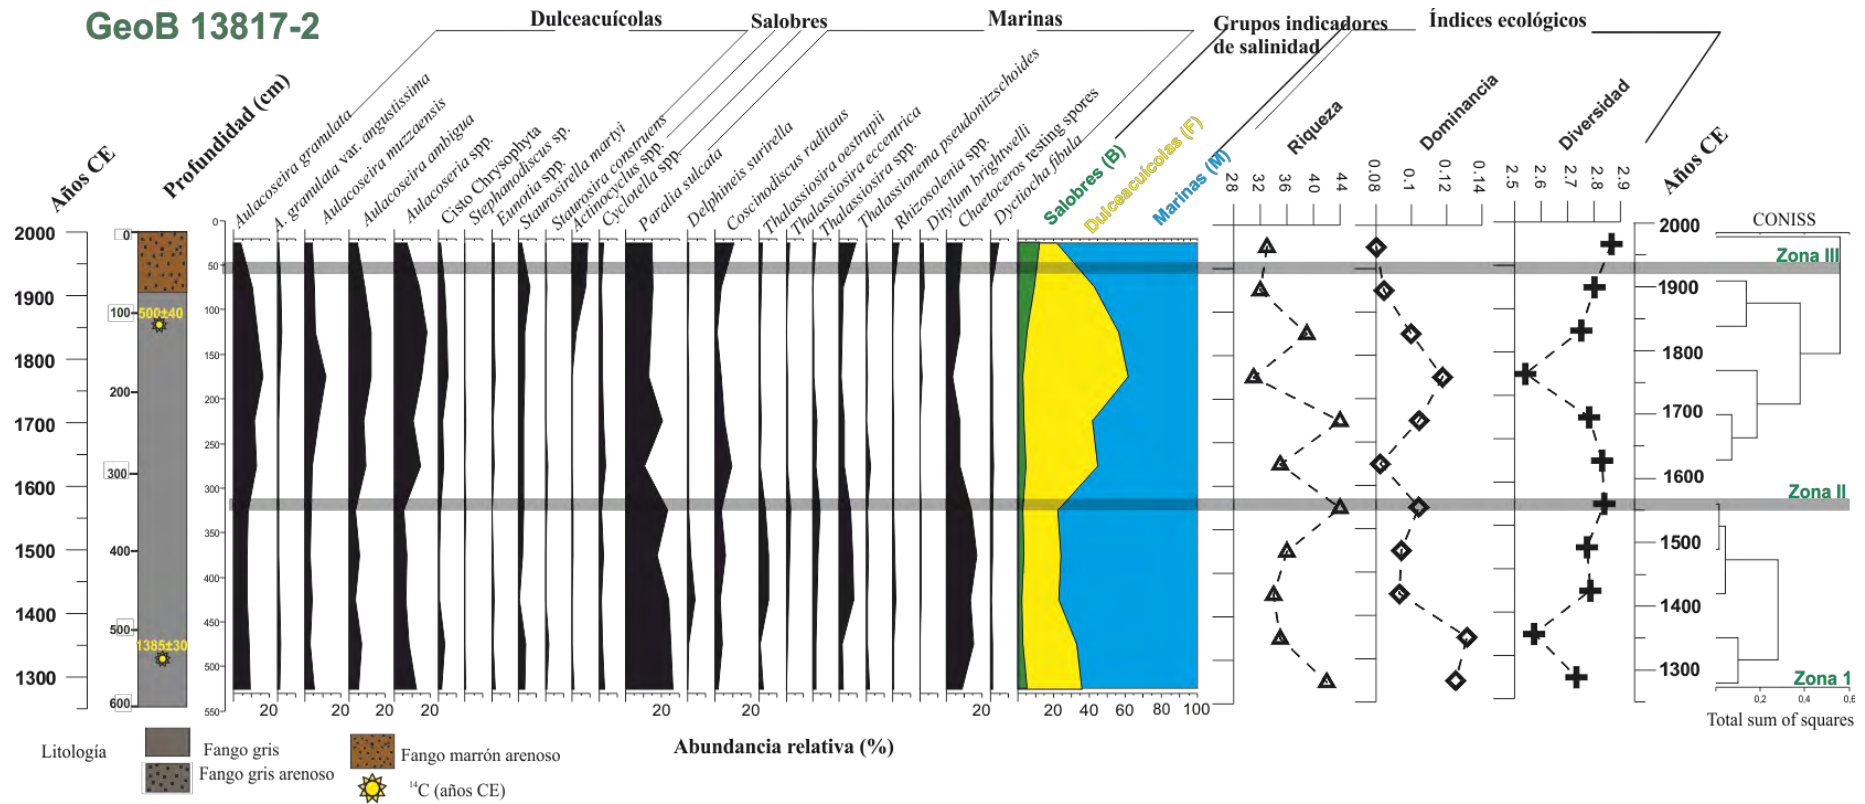 GeoB 13817-2
Dulceacuícolas
Salobres
Marinas
Grupos indicadores
de salinidad
Índices ecológicos
Años CE
Profundidad (cm)
Aulacoseira granulata
A. granulata var. angustissima
Aulacoseira muzzaensis
Aulacoseira ambigua
Aulacoseria spp.
Cisto Chrysophyta
Stephanodiscus sp.
Eunotia spp.
Staurosirella martyi
Staurosira construens
Actinocyclus spp.
Cyclotella spp.
Paralia sulcata
Delphineis surirella
Coscinodiscus raditaus
Thalassiosira oestrupii
Thalassiosira eccentrica
Thalassiosira spp.
Thalassionema pseudonitzschoides
Rhizosolenia spp.
Ditylum brightwelli
Chaetoceros resting spores
Dyctiocha fibula
Salobres (B)
Dulceacuícolas (F)
Marinas (M)
Riqueza
Dominancia
Diversidad
Años CE
28 32 36 40 44
0.08 0.1 0.12 0.14
2.5 2.6 2.7 2.8 2.9
CONISS
2000
1900
1800
1700
1600
1500
1400
1300
0
100
200
300
400
500
600
500±40
1385±30
0
50
100
150
200
250
300
350
400
450
500
550
2000
1900
1800
1700
1600
1500
1400
1300
Zona III
Zona II
Zona 1
20 20 20 20 20 20 20 20 40 60 80 100
0,2 0,4 0,6
Total sum of squares
Abundancia relativa (%)
Litología
Fango gris
Fango gris arenoso
Fango marrón arenoso
14C (años CE)